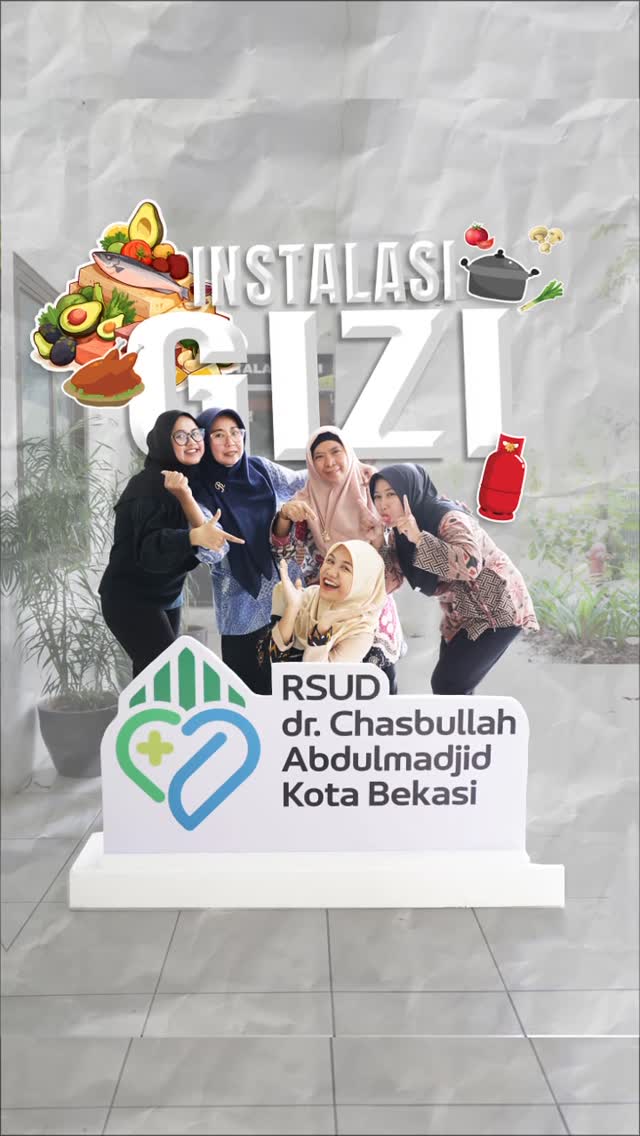 INSTALASI
GIZI
RSUD
dr. Chasbullah
Abdulmadjid
Kota Bekasi